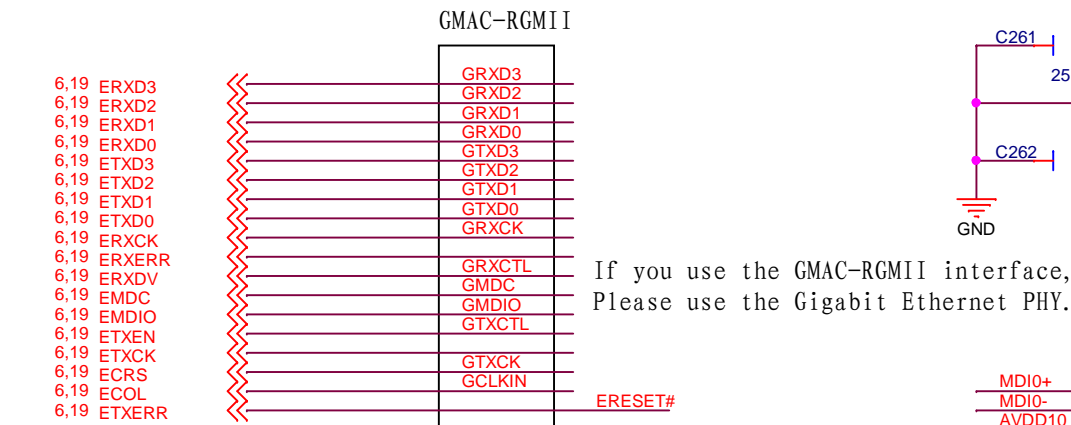 GMAC-RGMII
C261
25
6,19 ERXD3 GRXD3
6,19 ERXD2 GRXD2
6,19 ERXD1 GRXD1
6,19 ERXD0 GRXD0
6,19 ETXD3 GTXD3
6,19 ETXD2 GTXD2
6,19 ETXD1 GTXD1
6,19 ETXD0 GTXD0
6,19 ERXCK GRXCK
6,19 ERXERR
6,19 ERXDV GRXCTL
6,19 EMDC GMDC
6,19 EMDIO GMDIO
6,19 ETXEN GTXCTL
6,19 ETXCK
6,19 ECRS GTXCK
6,19 ECOL GCLKIN
6,19 ETXERR ERESET#
C262
GND
If you use the GMAC-RGMII interface,
Please use the Gigabit Ethernet PHY.
MDI0+
MDI0-
AVDD10